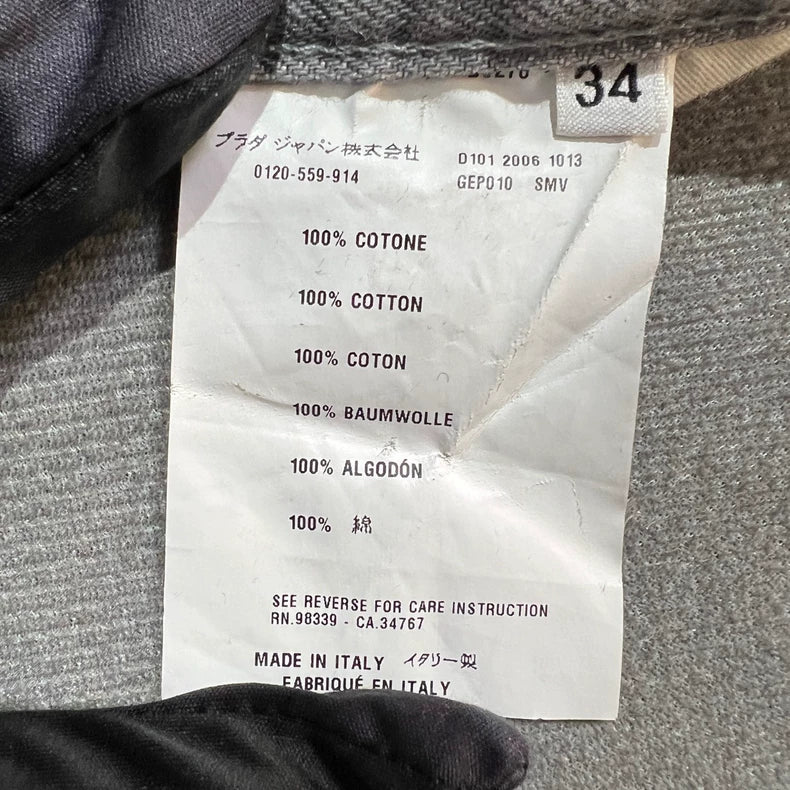 34
プラダ ジャパン株式会社
0120-559-914
D101 2006 1013
GEP010 SMV
100% COTONE
100% COTTON
100% COTON
100% BAUMWOLLE
100% ALGODÓN
100% 綿
SEE REVERSE FOR CARE INSTRUCTION
RN.98339 - CA.34767
MADE IN ITALY イタリー製
FABRIQUÉ EN ITALY